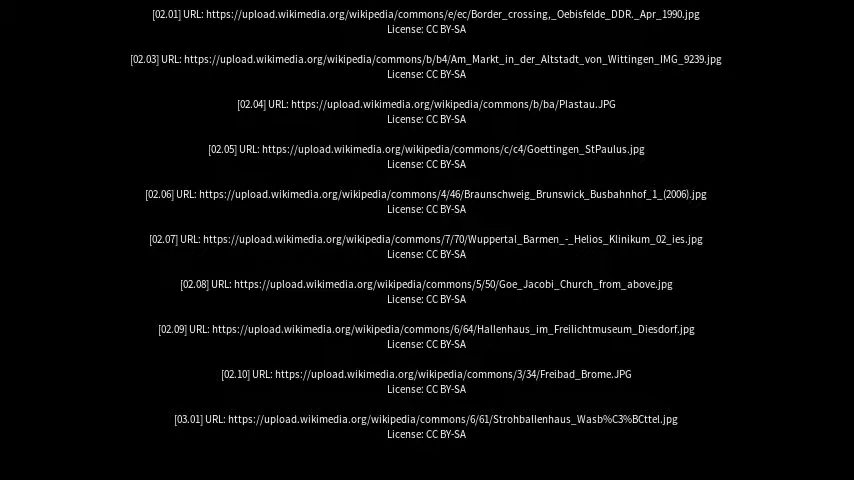 [02.01] URL: https://upload.wikimedia.org/wikipedia/commons/e/ec/Border_crossing,_Oebisfelde_DDR._Apr_1990.jpg
License: CC BY-SA
[02.03] URL: https://upload.wikimedia.org/wikipedia/commons/b/b4/Am_Markt_in_der_Altstadt_von_Wittingen_IMG_9239.jpg
License: CC BY-SA
[02.04] URL: https://upload.wikimedia.org/wikipedia/commons/b/ba/Plastau.JPG
License: CC BY-SA
[02.05] URL: https://upload.wikimedia.org/wikipedia/commons/c/c4/Goettingen_StPaulus.jpg
License: CC BY-SA
[02.06] URL: https://upload.wikimedia.org/wikipedia/commons/4/46/Braunschweig_Brunswick_Busbahnhof_1_(2006).jpg
License: CC BY-SA
[02.07] URL: https://upload.wikimedia.org/wikipedia/commons/7/70/Wuppertal_Barmen_-_Helios_Klinikum_02_ies.jpg
License: CC BY-SA
[02.08] URL: https://upload.wikimedia.org/wikipedia/commons/5/50/Goe_Jacobi_Church_from_above.jpg
License: CC BY-SA
[02.09] URL: https://upload.wikimedia.org/wikipedia/commons/6/64/Hallenhaus_im_Freilichtmuseum_Diesdorf.jpg
License: CC BY-SA
[02.10] URL: https://upload.wikimedia.org/wikipedia/commons/3/34/Freibad_Brome.JPG
License: CC BY-SA
[03.01] URL: https://upload.wikimedia.org/wikipedia/commons/6/61/Strohballenhaus_Wasb%C3%BCttel.jpg
License: CC BY-SA